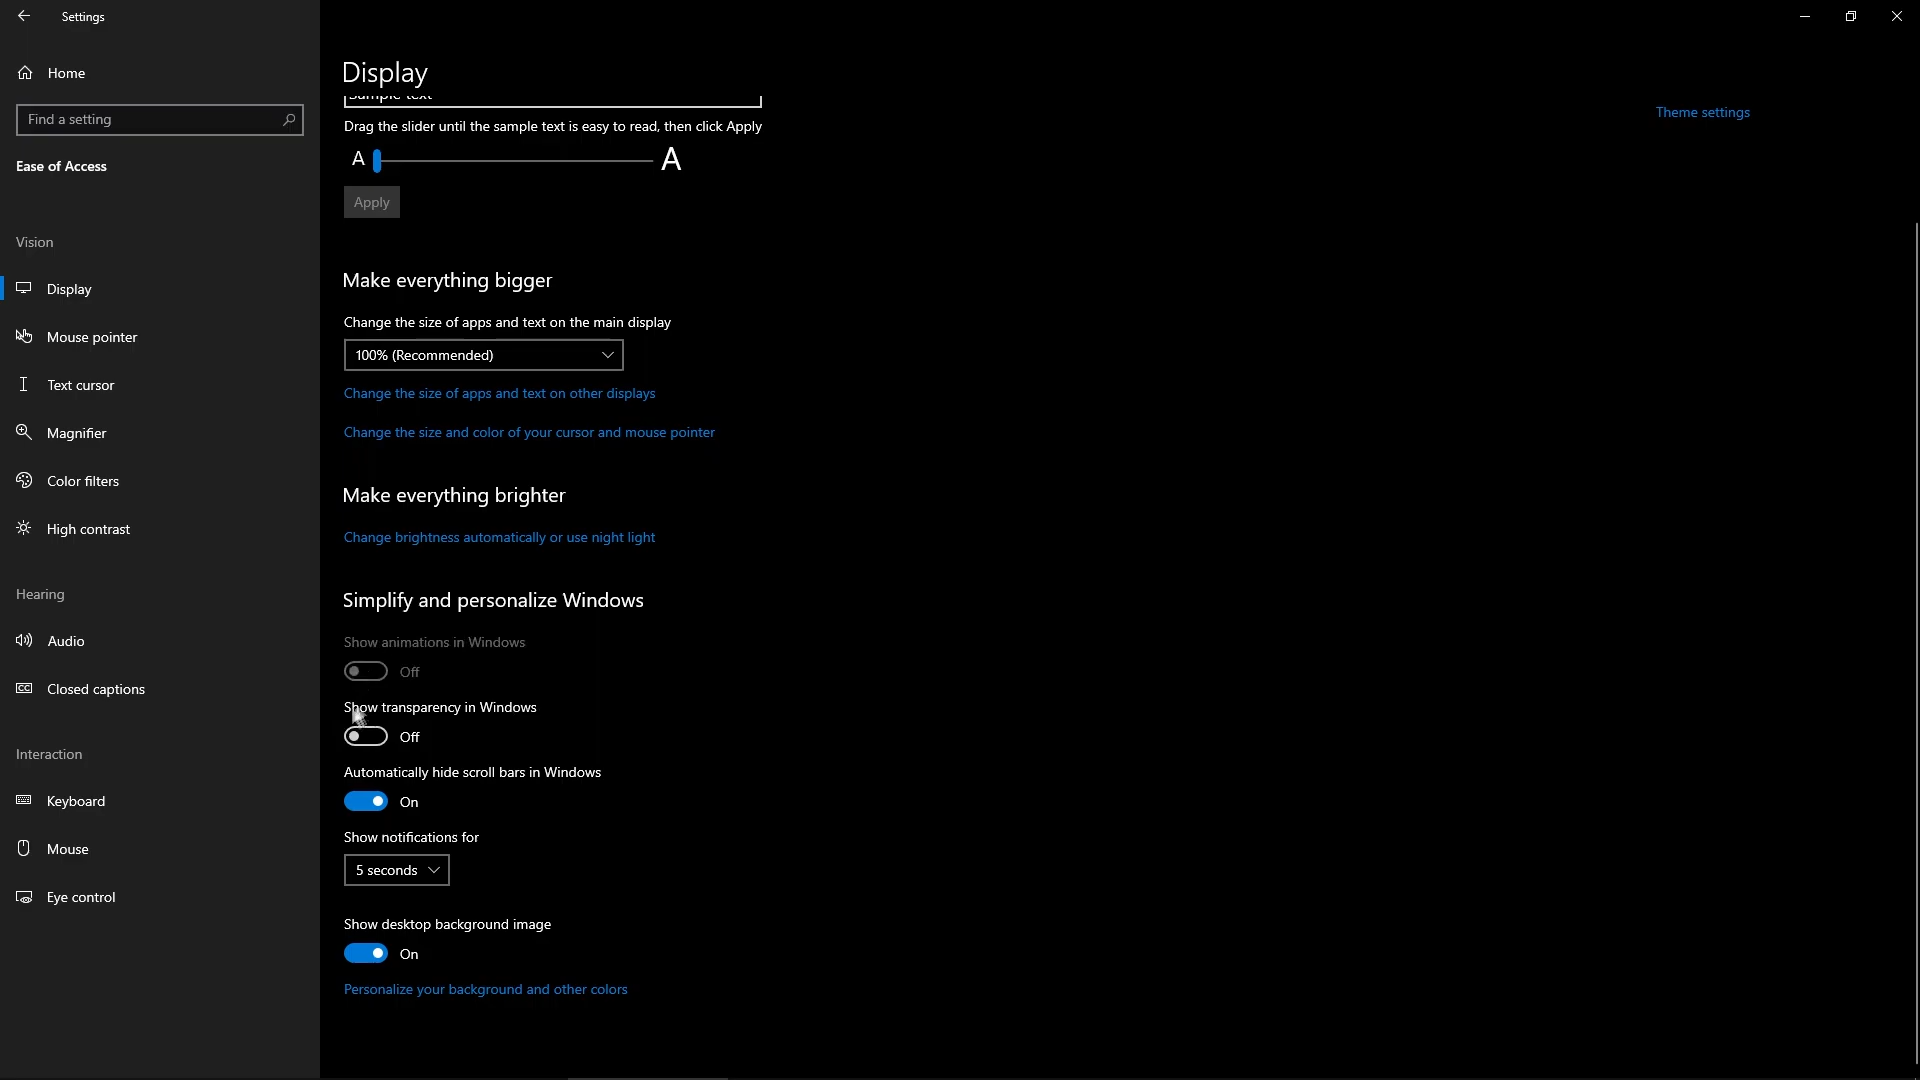 Settings
Home
Find a setting
Ease of Access
Vision
Display
Mouse pointer
Text cursor
Magnifier
Color filters
High contrast
Hearing
Audio
Closed captions
Interaction
Keyboard
Mouse
Eye control
Display
Sample text
Drag the slider until the sample text is easy to read, then click Apply
A A
Apply
Make everything bigger
Change the size of apps and text on the main display
100% (Recommended)
Change the size of apps and text on other displays
Change the size and color of your cursor and mouse pointer
Make everything brighter
Change brightness automatically or use night light
Simplify and personalize Windows
Show animations in Windows
Off
Show transparency in Windows
Off
Automatically hide scroll bars in Windows
On
Show notifications for
5 seconds
Show desktop background image
On
Personalize your background and other colors
Theme settings